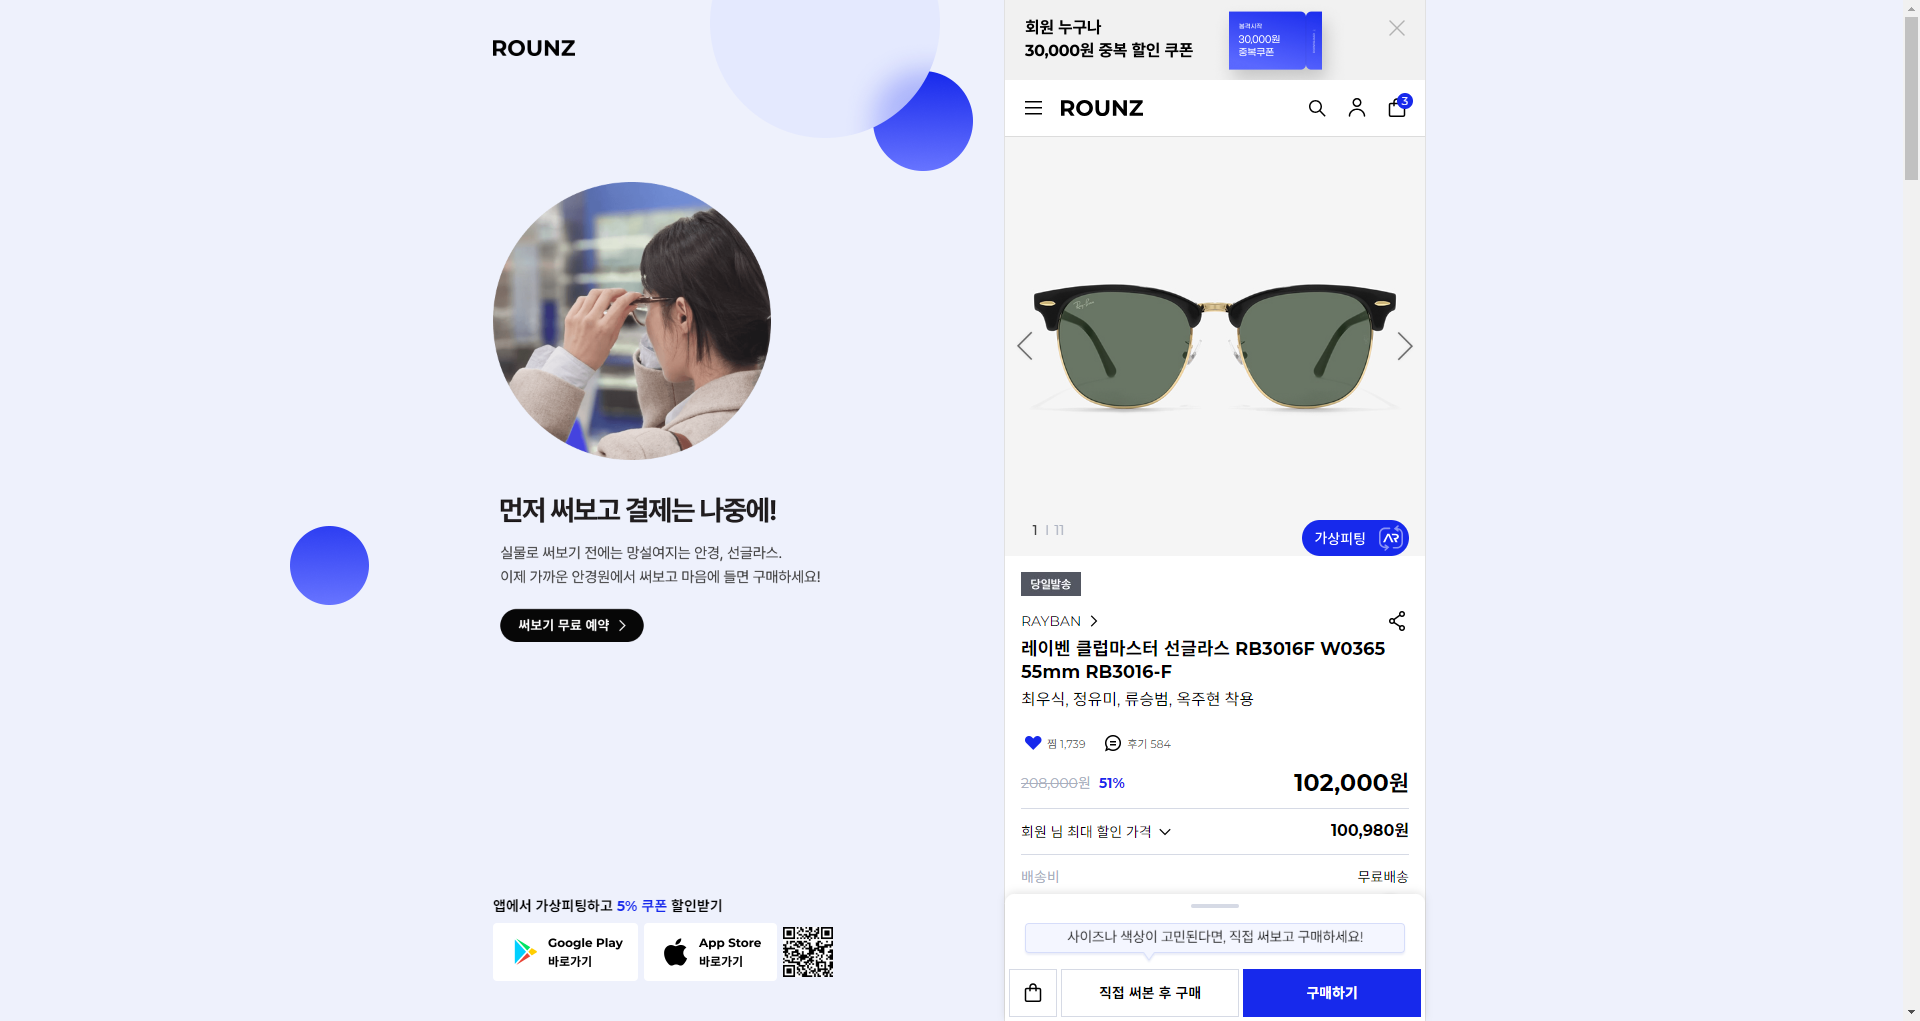 ROUNZ
먼저 써보고 결제는 나중에!
실물로 써보기 전에는 망설여지는 안경, 선글라스.
이제 가까운 안경원에서 써보고 마음에 들면 구매하세요!
써보기 무료 예약
앱에서 가상피팅하고 5% 쿠폰 할인받기
Google Play
바로가기
App Store
바로가기
회원 누구나
30,000원 중복 할인 쿠폰
30,000원
중복쿠폰
ROUNZ
3
Ray-Ban
1 | 11
가상피팅
AR
당일발송
RAYBAN
레이벤 클럽마스터 선글라스 RB3016F W0365
55mm RB3016-F
최우식, 정유미, 류승범, 옥주현 착용
찜 1,739
후기 584
208,000원 51%
102,000원
회원 님 최대 할인 가격
100,980원
배송비
무료배송
사이즈나 색상이 고민된다면, 직접 써보고 구매하세요!
직접 써본 후 구매
구매하기